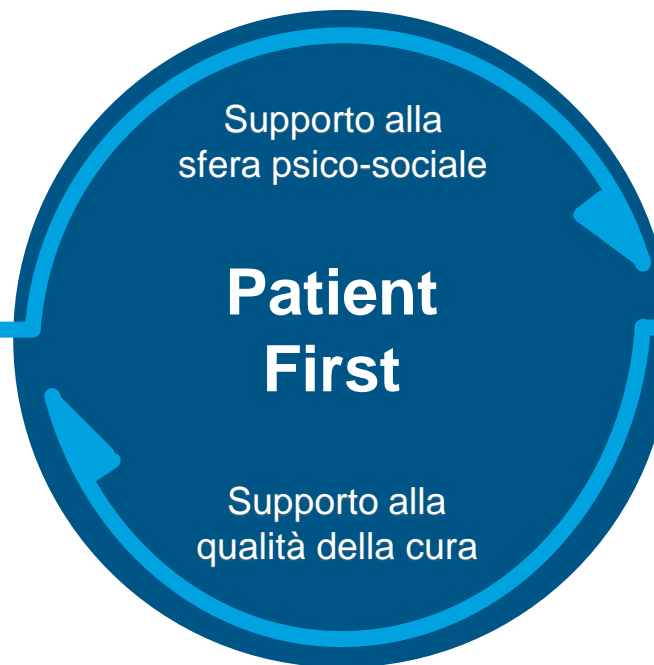 Supporto alla
sfera psico-sociale
Patient
First
Supporto alla
qualità della cura